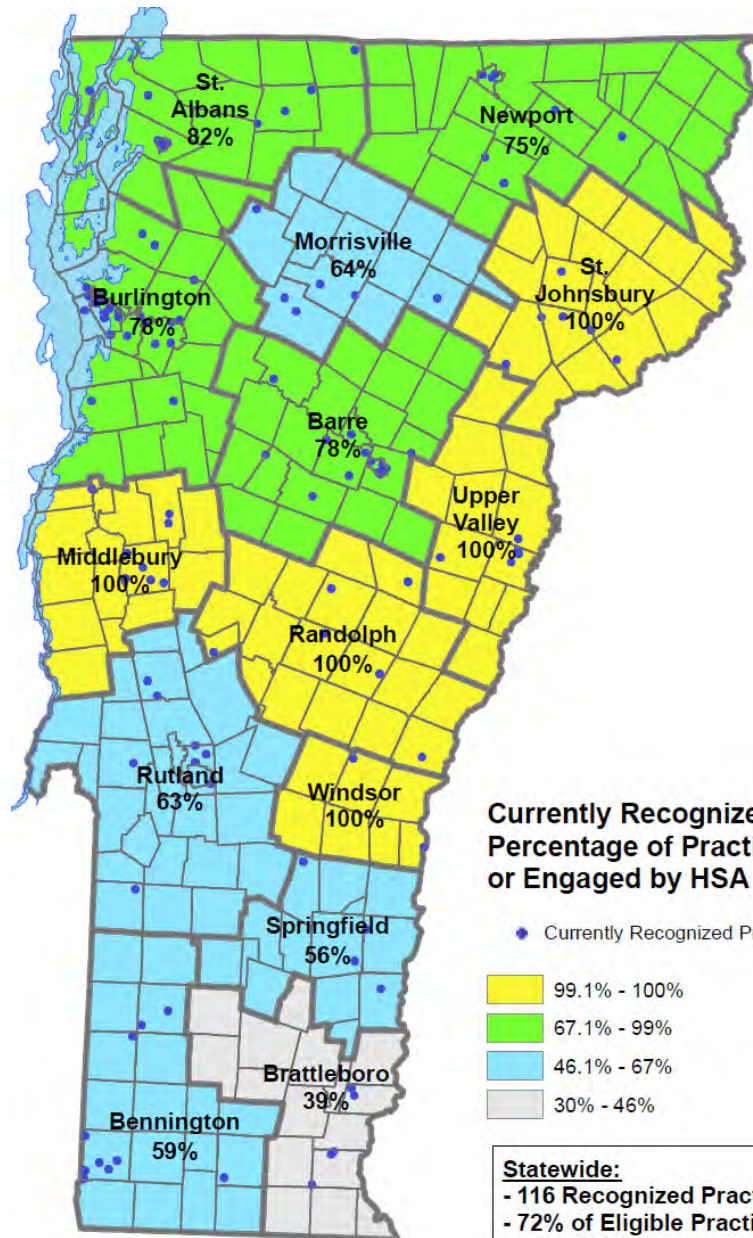 St.
Albans
82%
Newport
75%
Morrisville
64%
St.
Johnsbury
100%
Burlington
78%
Barre
78%
Upper
Valley
100%
Middlebury
100%
Randolph
100%
Rutland
63%
Windsor
100%
Currently Recognize
Percentage of Practi
or Engaged by HSA
Springfield
56%
Currently Recognized Pr
99.1% - 100%
67.1% - 99%
46.1% - 67%
30% - 46%
Brattleboro
39%
Bennington
59%
Statewide:
- 116 Recognized Pract
- 72% of Eligible Practi